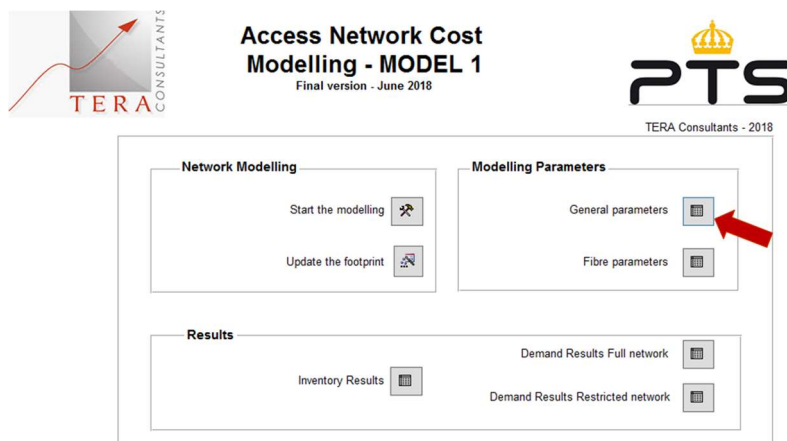 TERA
CONSULTANTS
Access Network Cost
Modelling - MODEL 1
Final version - June 2018
PTS
TERA Consultants - 2018
Network Modelling
Start the modelling
Update the footprint
Modelling Parameters
General parameters
Fibre parameters
Results
Inventory Results
Demand Results Full network
Demand Results Restricted network